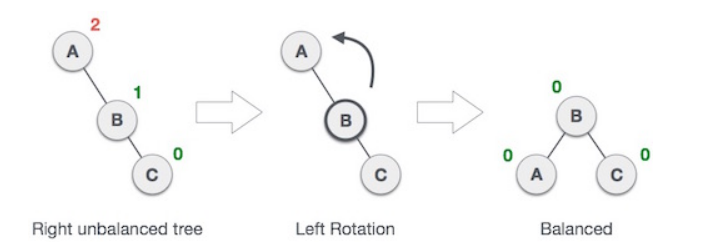 A 2
B 1
C 0
Right unbalanced tree
A
B
C
Left Rotation
0
B
0 A C 0
Balanced